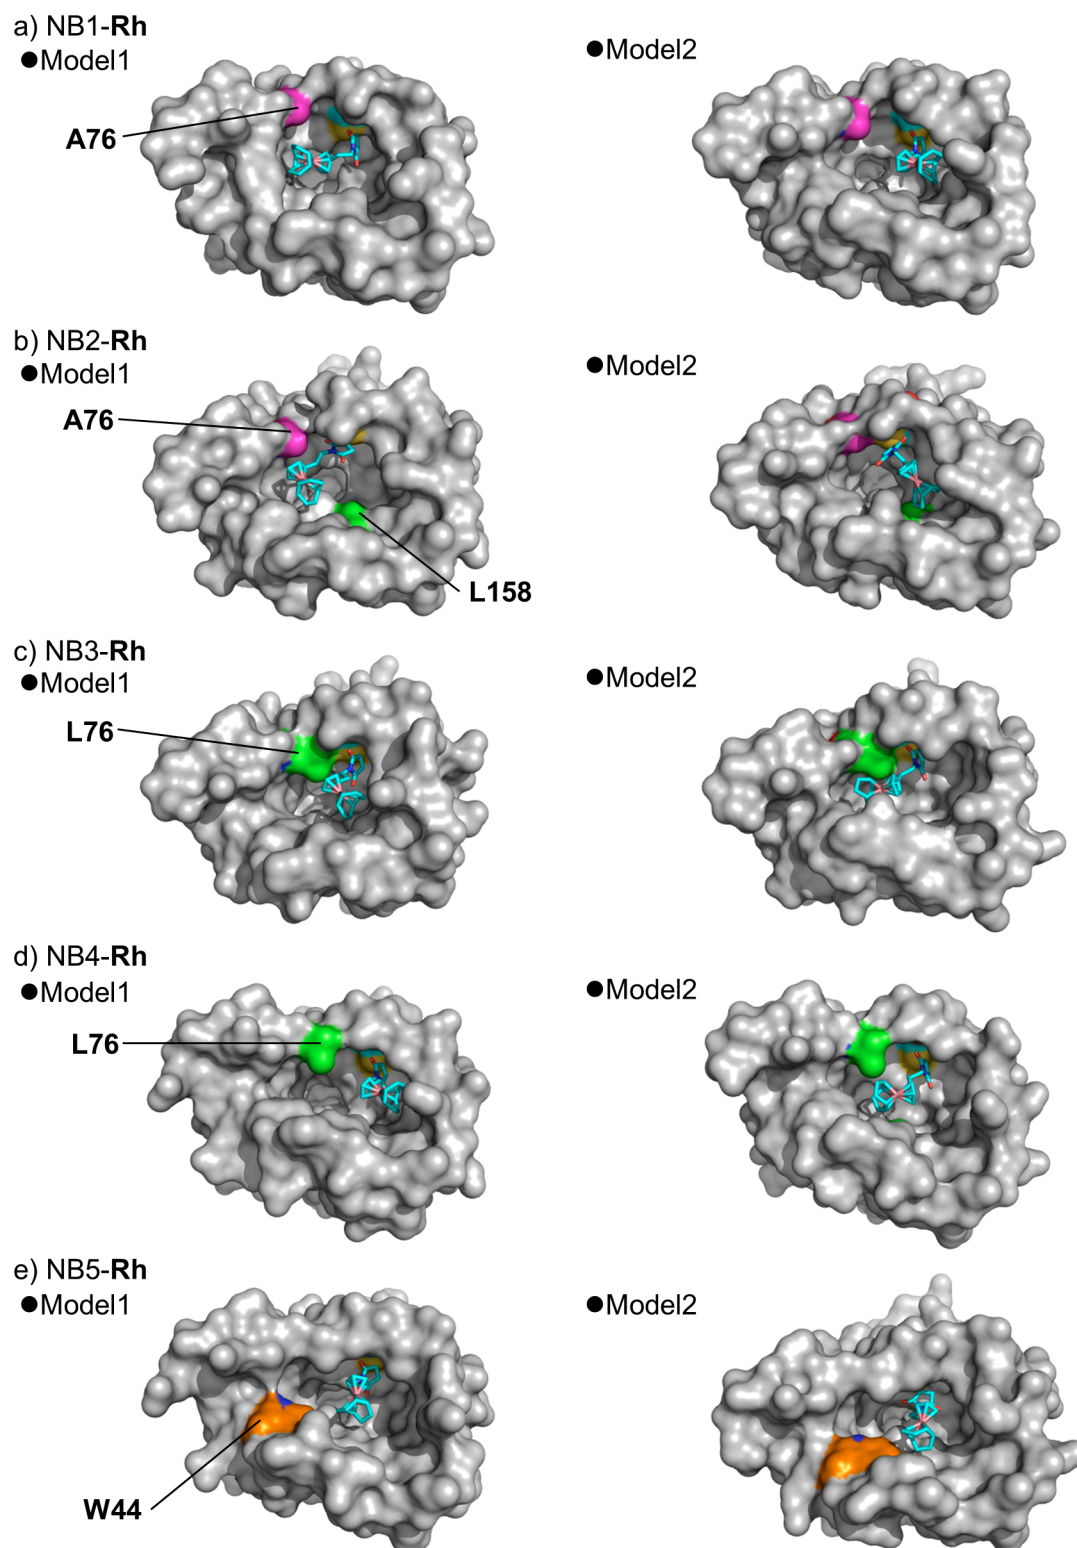 a) NB1-Rh
●Model1
●Model2
A76
b) NB2-Rh
●Model1
●Model2
A76
L158
c) NB3-Rh
●Model1
●Model2
L76
d) NB4-Rh
●Model1
●Model2
L76
e) NB5-Rh
●Model1
●Model2
W44